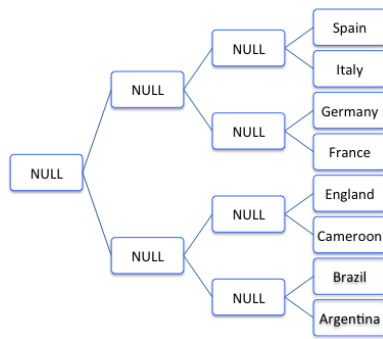 Spain
NULL
Italy
NULL
Germany
NULL
France
NULL
England
NULL
Cameroon
NULL
Brazil
NULL
Argentina